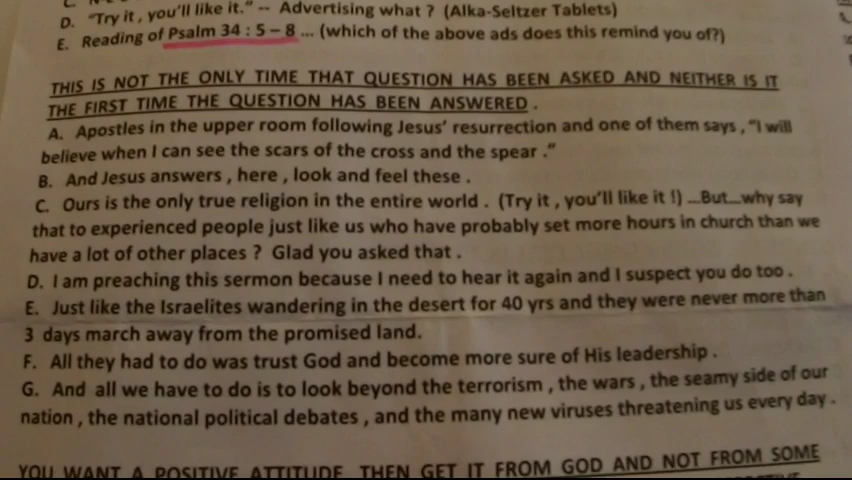 D. "Try it , you'll like it." -- Advertising what ? (Alka-Seltzer Tablets)
E. Reading of Psalm 34 : 5 – 8 ... (which of the above ads does this remind you of?)
THIS IS NOT THE ONLY TIME THAT QUESTION HAS BEEN ASKED AND NEITHER IS IT
THE FIRST TIME THE QUESTION HAS BEEN ANSWERED .
A. Apostles in the upper room following Jesus' resurrection and one of them says , "I will
believe when I can see the scars of the cross and the spear ."
B. And Jesus answers , here , look and feel these .
C. Ours is the only true religion in the entire world . (Try it , you'll like it !) ...But...why say
that to experienced people just like us who have probably set more hours in church than we
have a lot of other places ? Glad you asked that .
D. I am preaching this sermon because I need to hear it again and I suspect you do too .
E. Just like the Israelites wandering in the desert for 40 yrs and they were never more than
3 days march away from the promised land.
F. All they had to do was trust God and become more sure of His leadership .
G. And all we have to do is to look beyond the terrorism , the wars , the seamy side of our
nation , the national political debates , and the many new viruses threatening us every day .
YOU WANT A POSITIVE ATTITUDE, THEN GET IT FROM GOD AND NOT FROM SOME